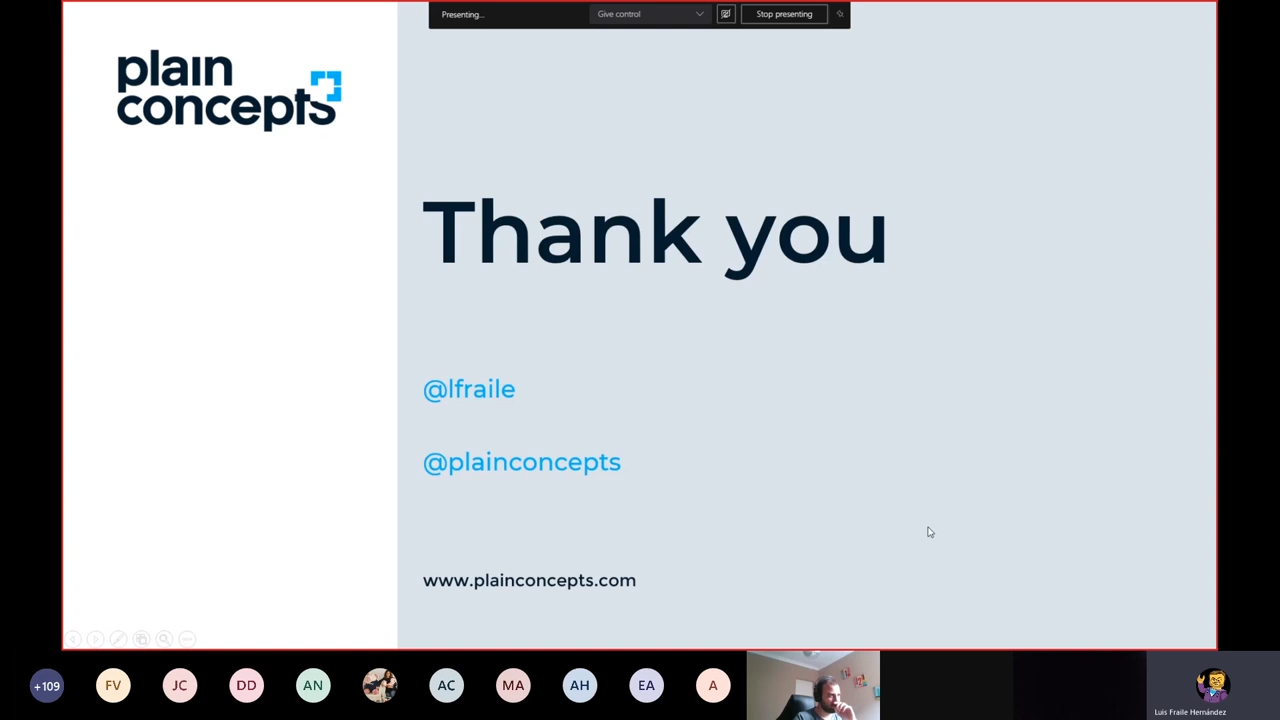 Presenting...
Give control
Stop presenting
plain
concepts
Thank you
@lfraile
@plainconcepts
www.plainconcepts.com
+109
FV
JC
DD
AN
AC
MA
AH
EA
A
Luis Fraile Hernández